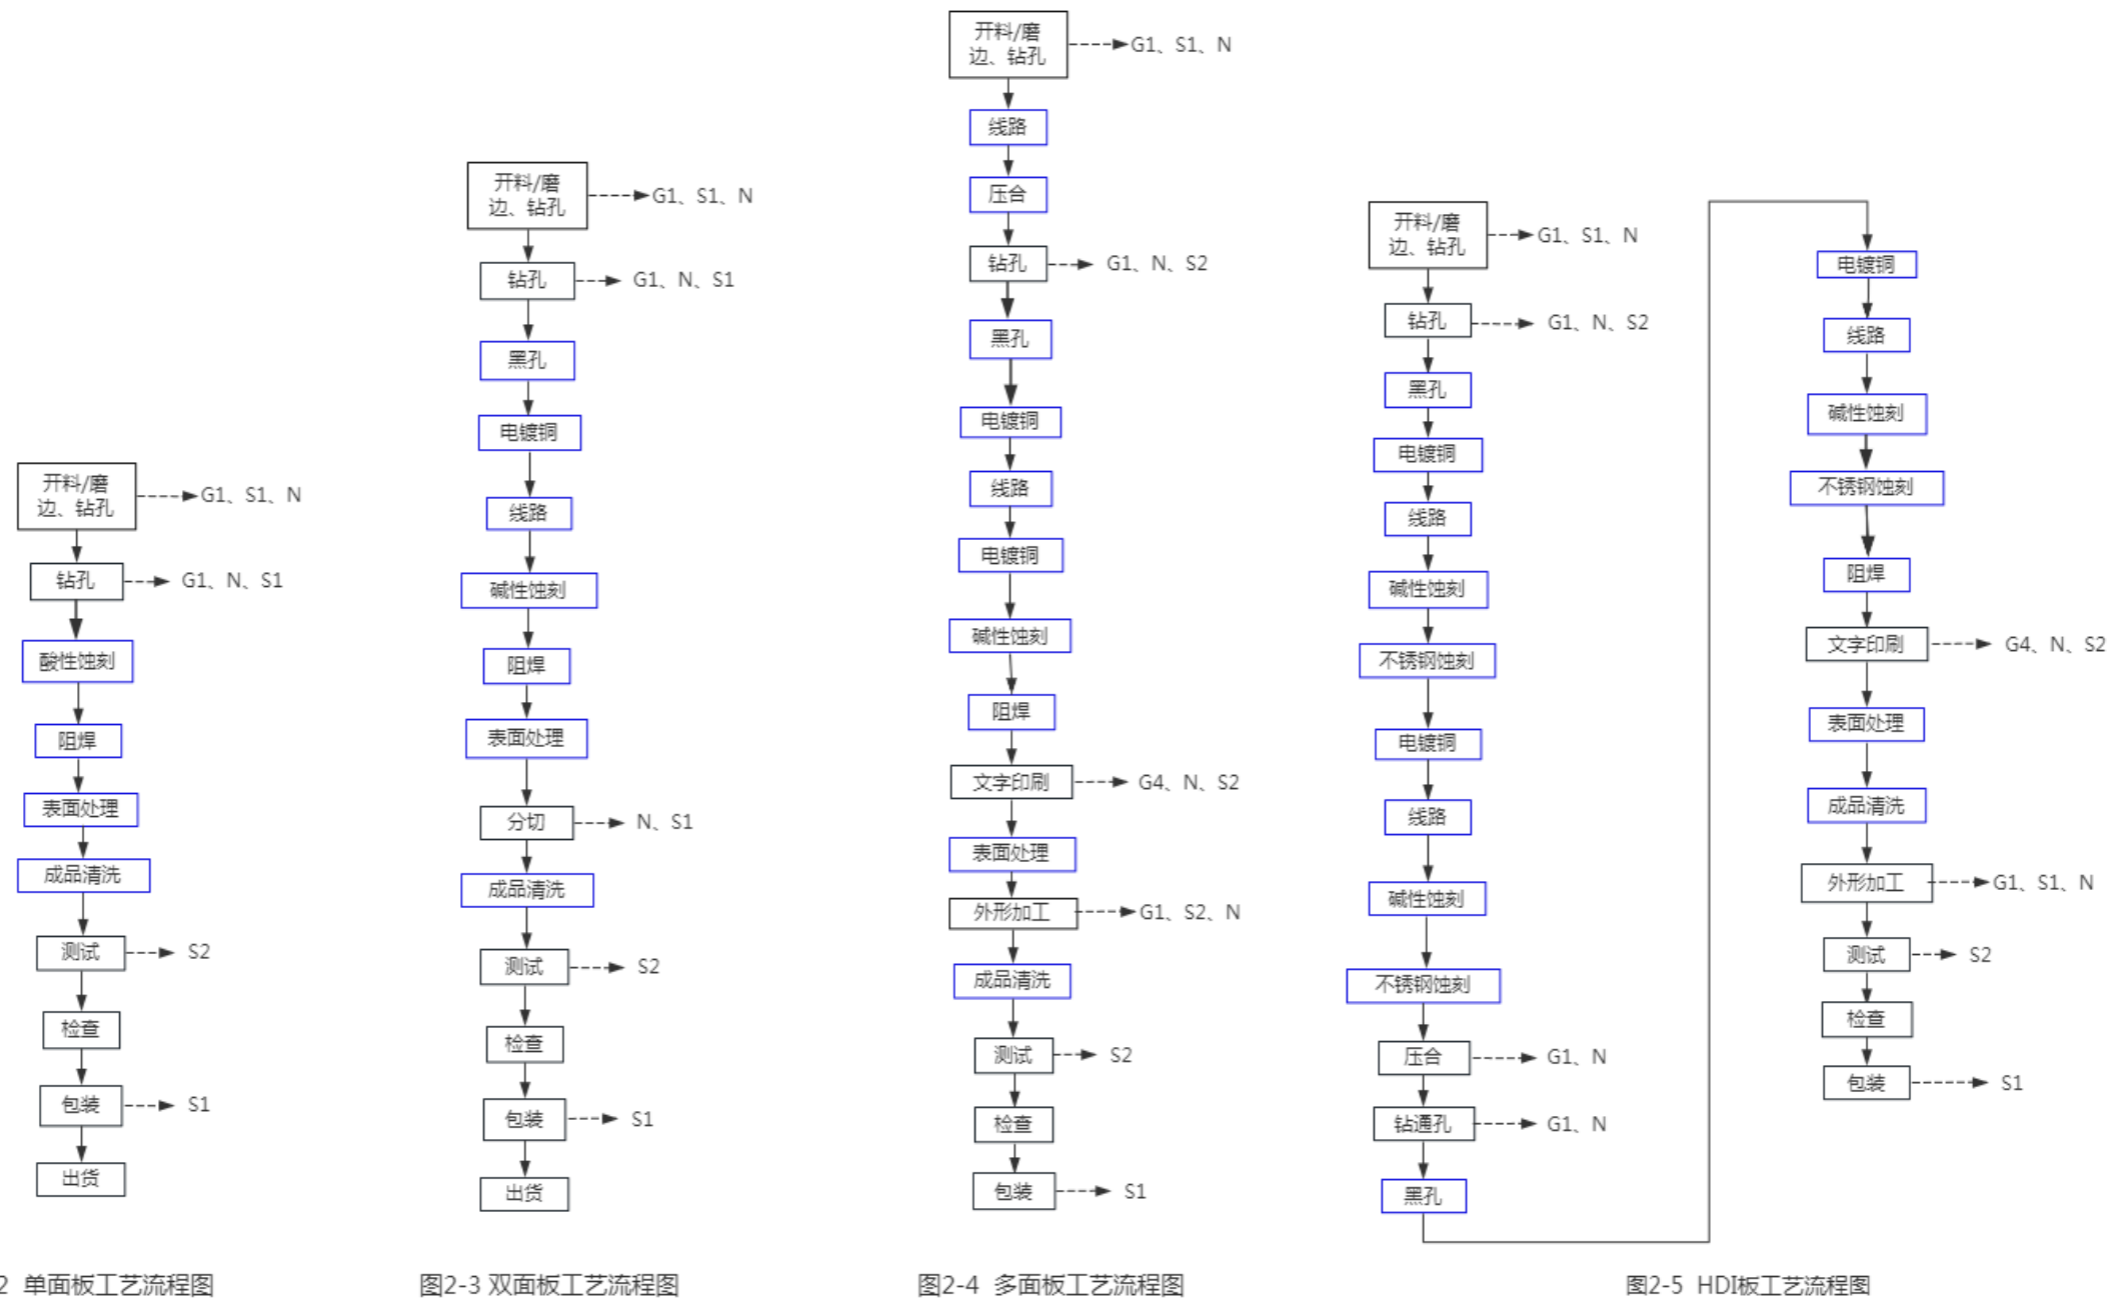 开料/磨
边、钻孔
G1、S1、N
钻孔
G1、N、S1
酸性蚀刻
阻焊
表面处理
成品清洗
测试
S2
检查
包装
S1
出货
2 单面板工艺流程图
开料/磨
边、钻孔
G1、S1、N
钻孔
G1、N、S1
黑孔
电镀铜
线路
碱性蚀刻
阻焊
表面处理
分切
N、S1
成品清洗
测试
S2
检查
包装
S1
出货
图2-3 双面板工艺流程图
开料/磨
边、钻孔
G1、S1、N
线路
压合
钻孔
G1、N、S2
黑孔
电镀铜
线路
电镀铜
碱性蚀刻
阻焊
文字印刷
G4、N、S2
表面处理
外形加工
G1、S2、N
成品清洗
测试
S2
检查
包装
S1
图2-4 多面板工艺流程图
开料/磨
边、钻孔
G1、S1、N
钻孔
G1、N、S2
黑孔
电镀铜
线路
碱性蚀刻
不锈钢蚀刻
电镀铜
线路
碱性蚀刻
不锈钢蚀刻
压合
G1、N
钻通孔
G1、N
黑孔
电镀铜
线路
碱性蚀刻
不锈钢蚀刻
阻焊
文字印刷
G4、N、S2
表面处理
成品清洗
外形加工
G1、S1、N
测试
S2
检查
包装
S1
图2-5 HDI板工艺流程图